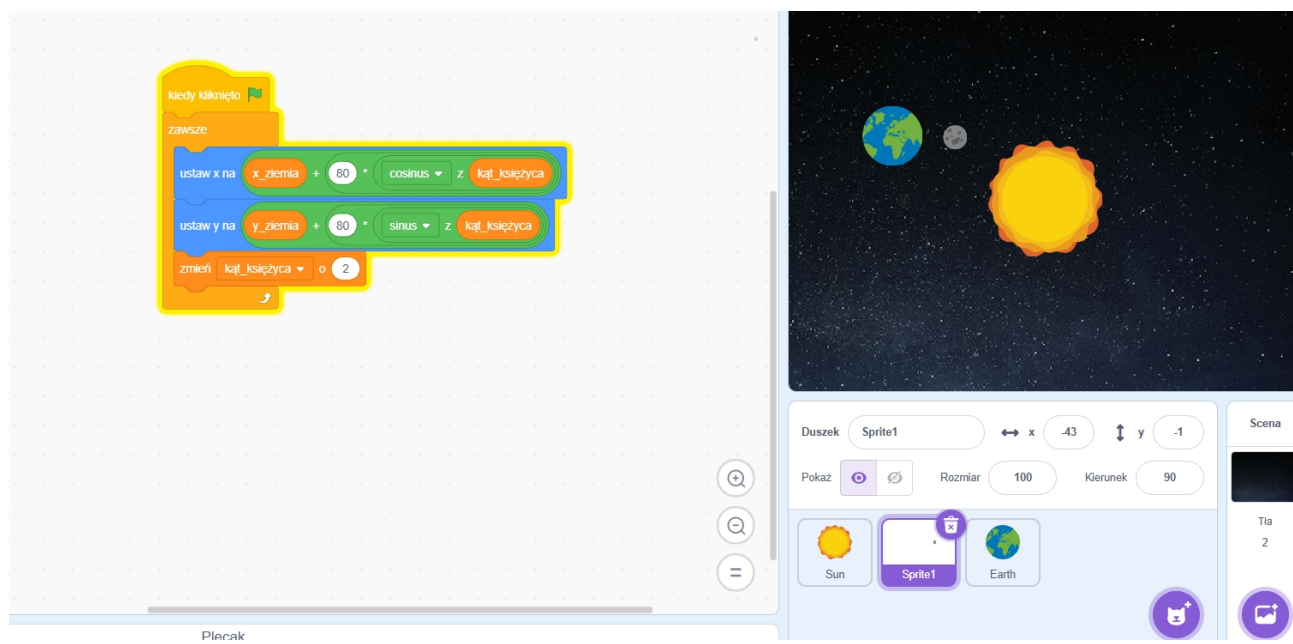 kiedy kliknięto
zawsze
ustaw x na x_ziemia + 80 * cosinus z kąt_księżyca
ustaw y na y_ziemia + 80 * sinus z kąt_księżyca
zmień kąt_księżyca o 2
Plecak
Duszek Sprite1 x -43 y -1
Pokaż Rozmiar 100 Kierunek 90
Sun
Sprite1
Earth
Scena
Tła
2